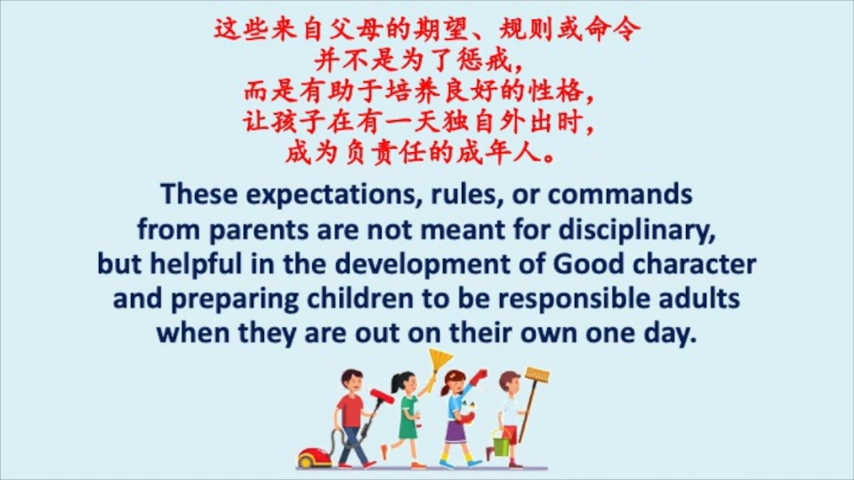 这些来自父母的期望、规则或命令
并不是为了惩戒，
而是有助于培养良好的性格，
让孩子在有一天独自外出时，
成为负责任的成年人。
These expectations, rules, or commands
from parents are not meant for disciplinary,
but helpful in the development of Good character
and preparing children to be responsible adults
when they are out on their own one day.